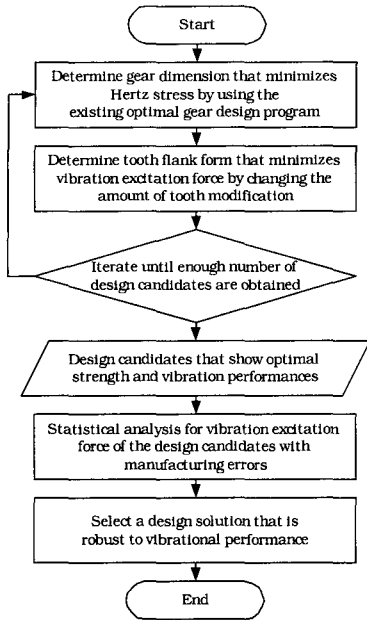 Start
Determine gear dimension that minimizes
Hertz stress by using the
existing optimal gear design program
Determine tooth flank form that minimizes
vibration excitation force by changing the
amount of tooth modification
Iterate until enough number of
design candidates are obtained
Design candidates that show optimal
strength and vibration performances
Statistical analysis for vibration excitation
force of the design candidates with
manufacturing errors
Select a design solution that is
robust to vibrational performance
End